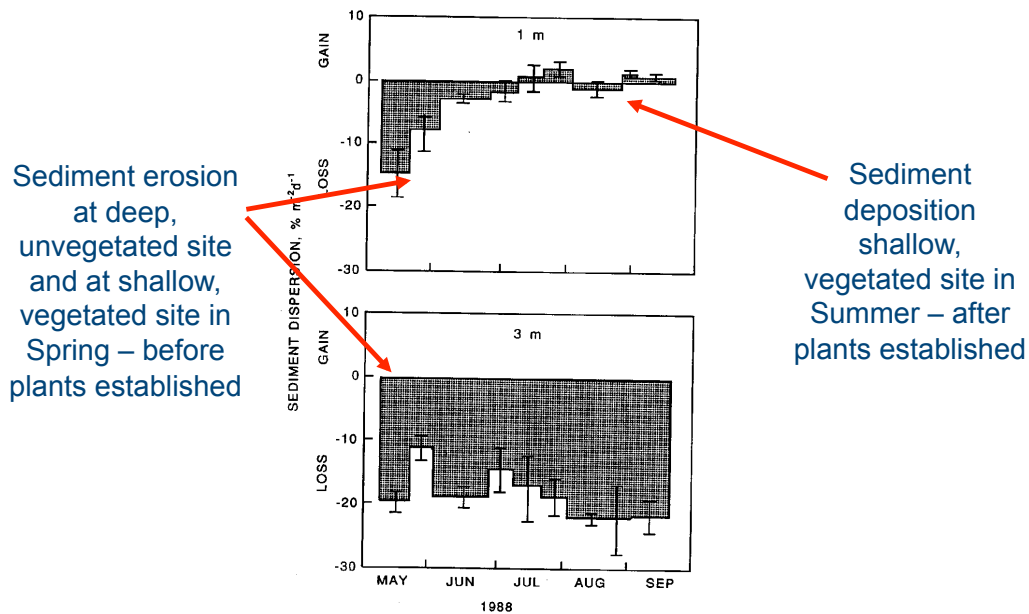 Sediment erosion
at deep,
unvegetated site
and at shallow,
vegetated site in
Spring – before
plants established
SEDIMENT DISPERSION, % m-2d-1
GAIN
LOSS
10
0
-10
-20
-30
1 m
GAIN
LOSS
10
0
-10
-20
-30
3 m
MAY JUN JUL AUG SEP
1988
Sediment
deposition
shallow,
vegetated site in
Summer – after
plants established